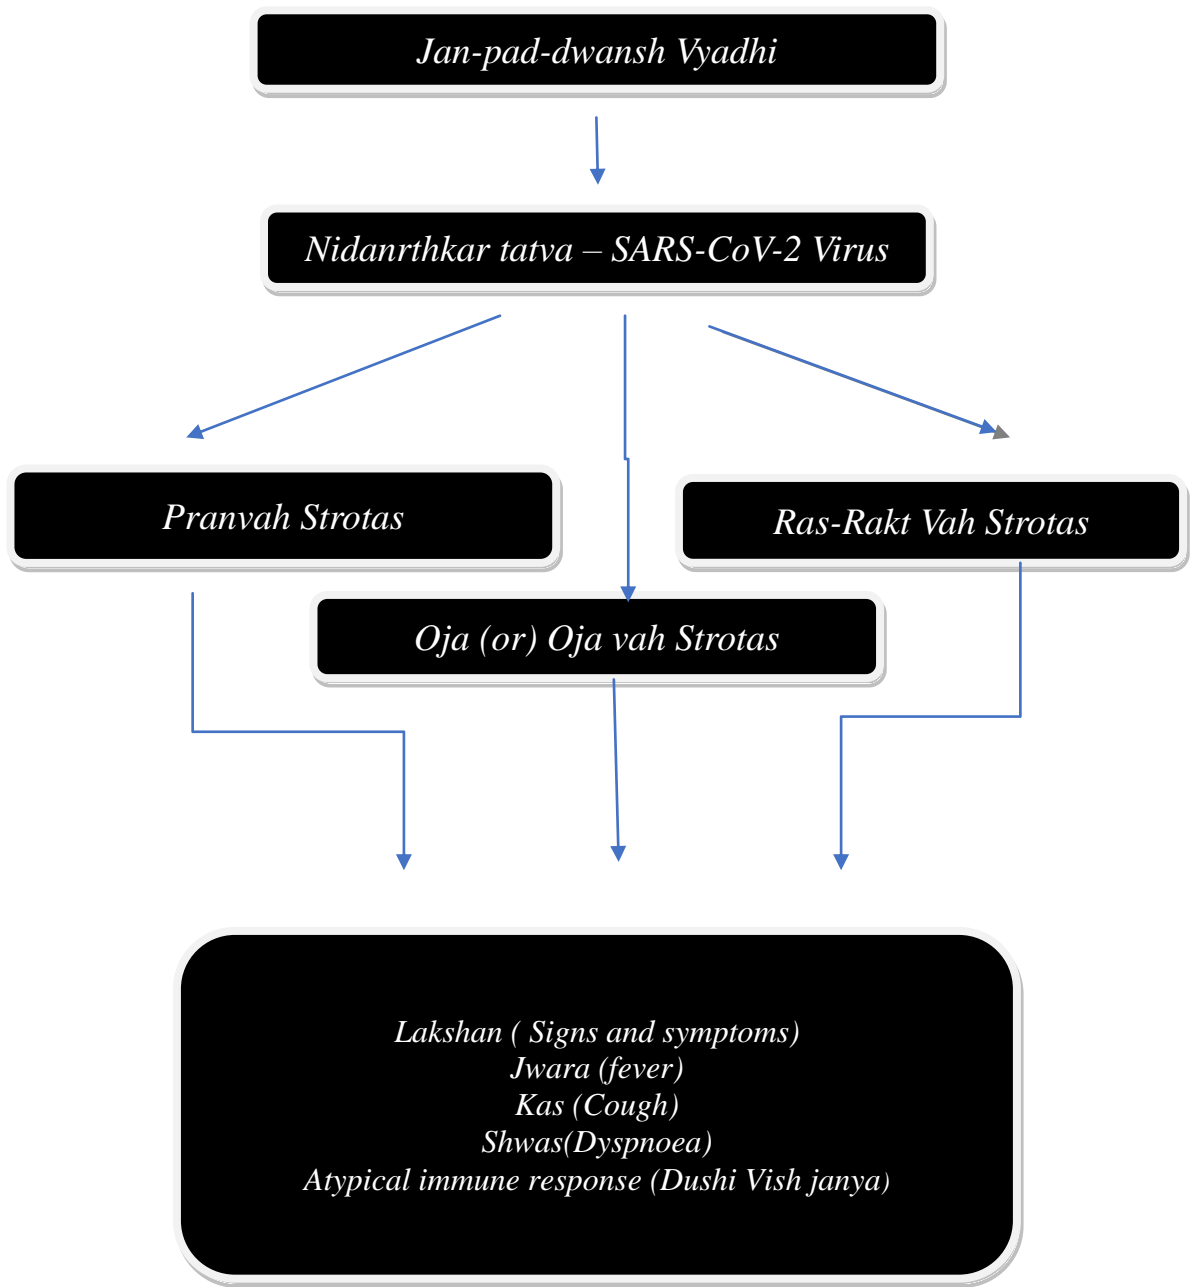 Jan-pad-dwansh Vyadhi
Nidanrthkar tatva – SARS-CoV-2 Virus
Pranvah Strotas
Ras-Rakt Vah Strotas
Oja (or) Oja vah Strotas
Lakshan ( Signs and symptoms)
Jwara (fever)
Kas (Cough)
Shwas(Dyspnoea)
Atypical immune response (Dushi Vish janya)